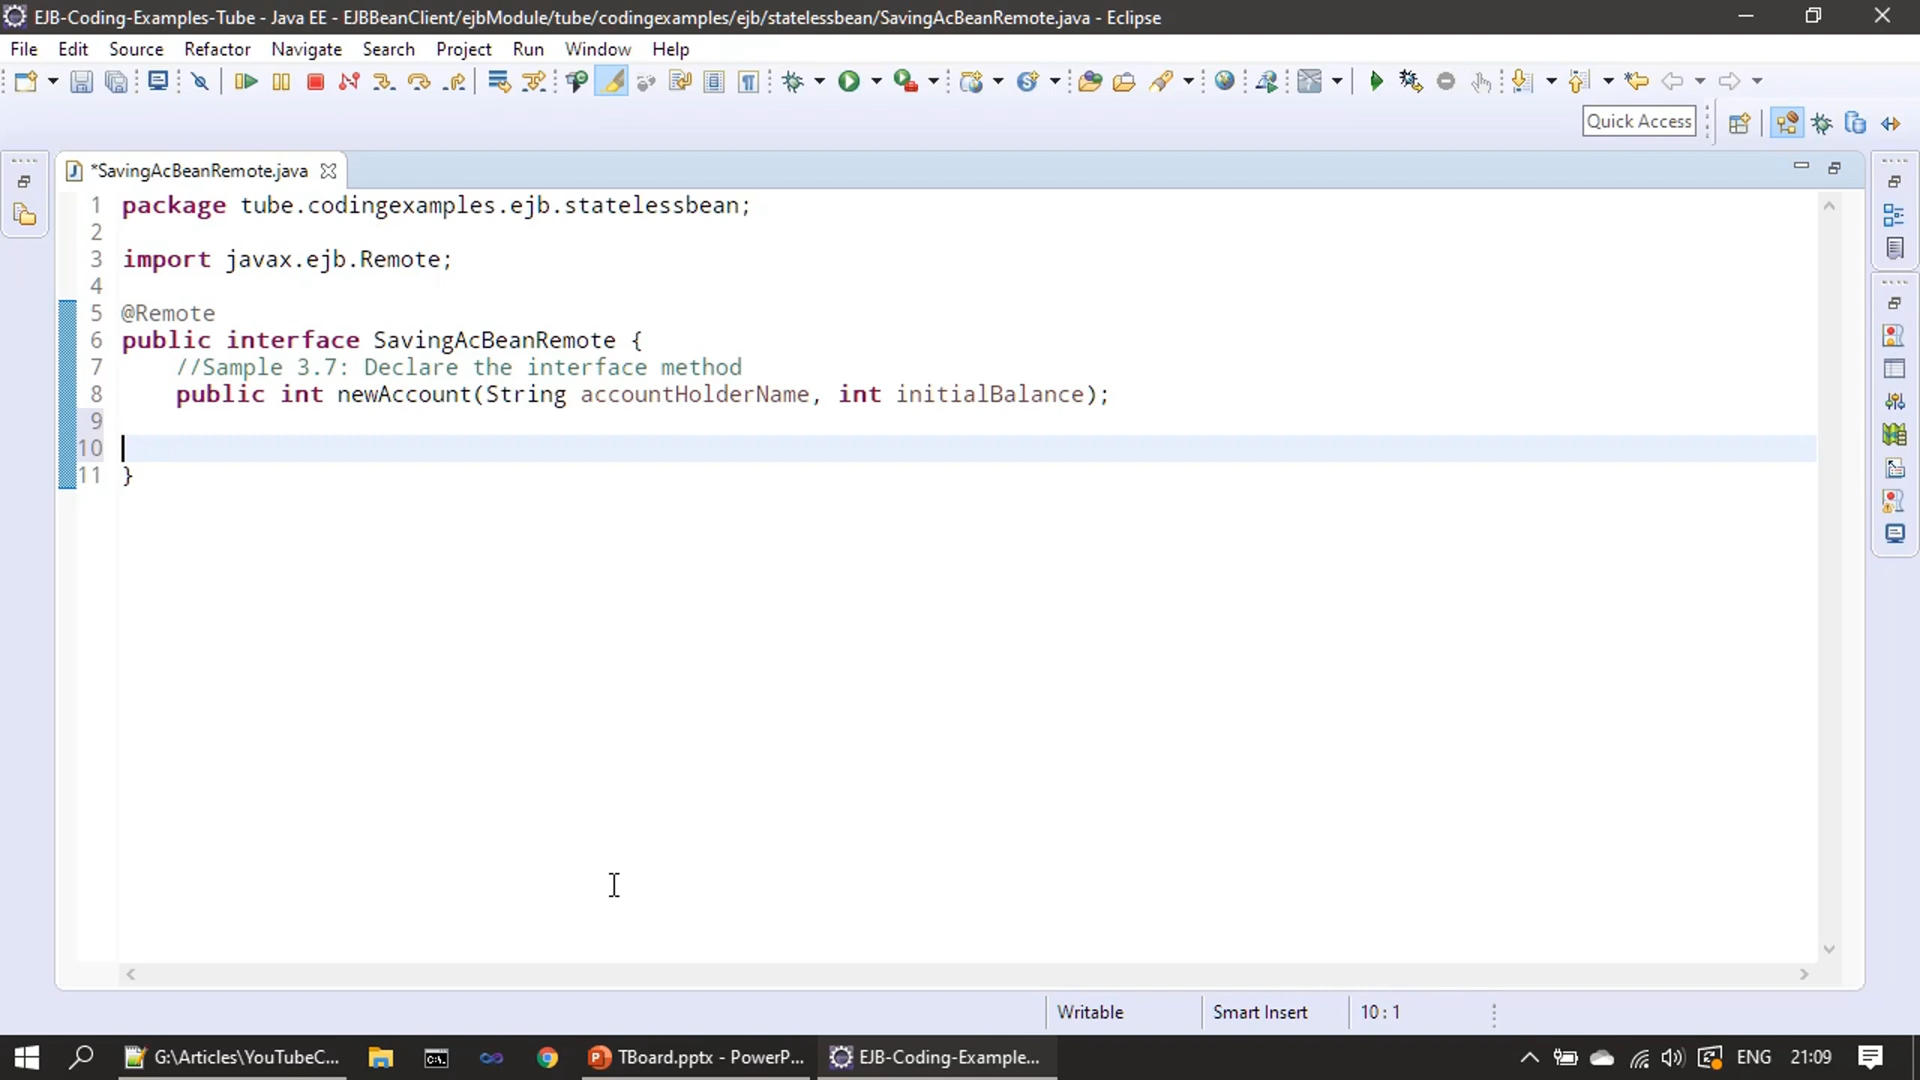 EJB-Coding-Examples-Tube - Java EE - EJBBeanClient/ejbModule/tube/codingexamples/ejb/statelessbean/SavingAcBeanRemote.java - Eclipse
File Edit Source Refactor Navigate Search Project Run Window Help
Quick Access
*SavingAcBeanRemote.java
1 package tube.codingexamples.ejb.statelessbean;
2
3 import javax.ejb.Remote;
4
5 @Remote
6 public interface SavingAcBeanRemote {
7 //Sample 3.7: Declare the interface method
8 public int newAccount(String accountHolderName, int initialBalance);
9
10
11 }
Writable Smart Insert 10 : 1
G:\Articles\YouTubeC... TBoard.pptx - PowerP... EJB-Coding-Example... ENG 21:09